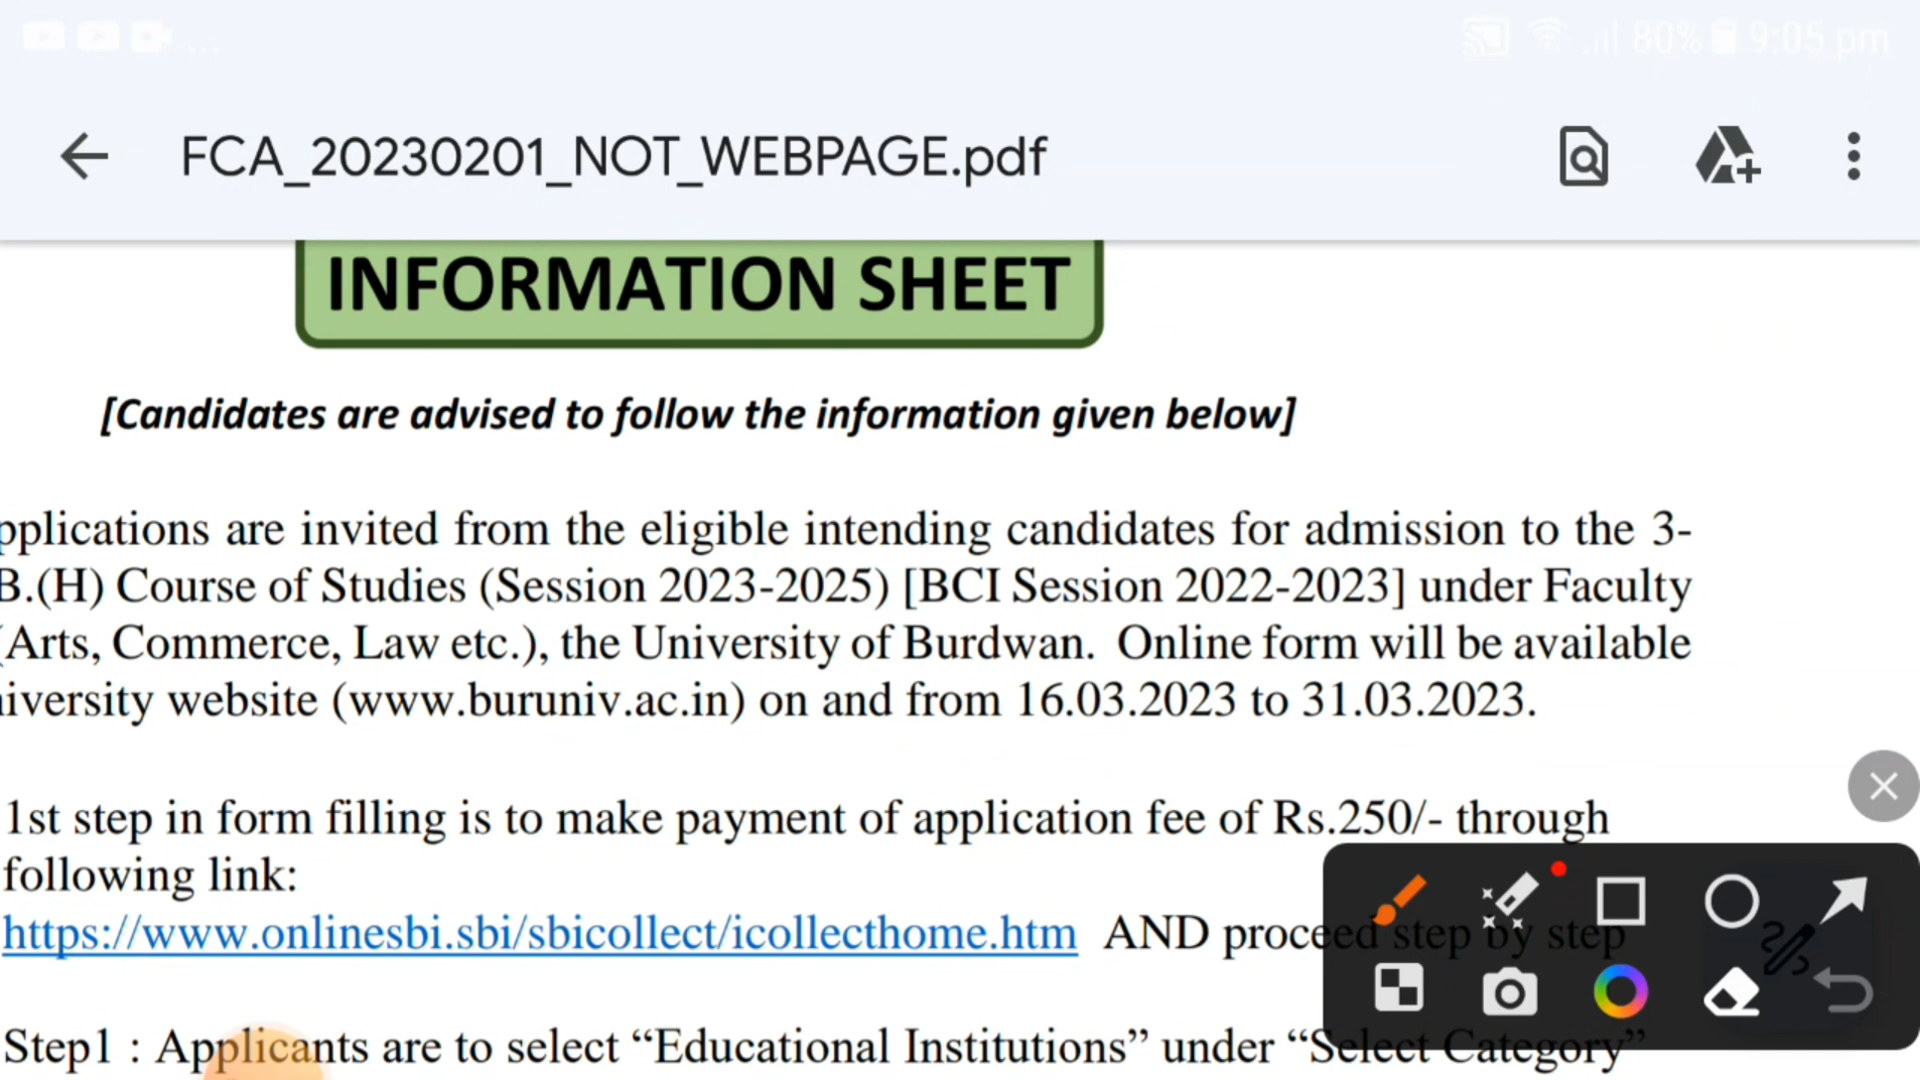 80% 9:05 pm
FCA_20230201_NOT_WEBPAGE.pdf
INFORMATION SHEET
[Candidates are advised to follow the information given below]
pplications are invited from the eligible intending candidates for admission to the 3-
B.(H) Course of Studies (Session 2023-2025) [BCI Session 2022-2023] under Faculty
(Arts, Commerce, Law etc.), the University of Burdwan. Online form will be available
iversity website (www.buruniv.ac.in) on and from 16.03.2023 to 31.03.2023.
1st step in form filling is to make payment of application fee of Rs.250/- through
following link:
https://www.onlinesbi.sbi/sbicollect/icollecthome.htm AND proceed step by step
Step1 : Applicants are to select “Educational Institutions” under “Select Category”